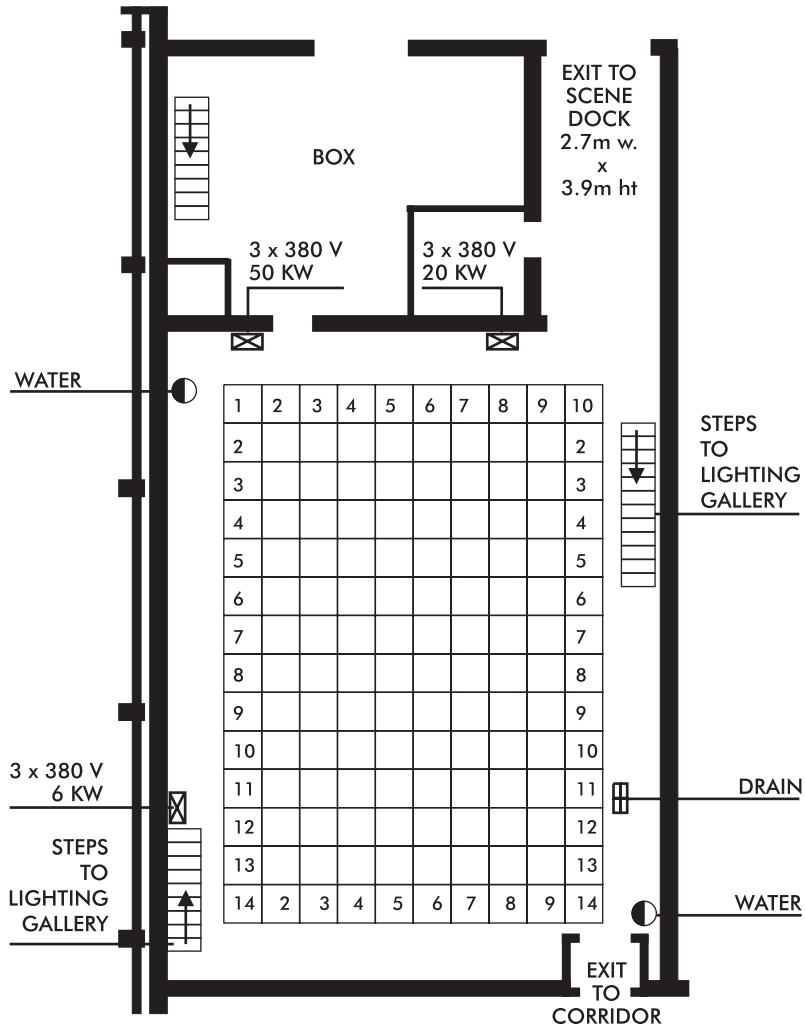 EXIT TO
SCENE
DOCK
2.7m w.
x
3.9m ht
BOX
3 x 380 V
50 KW
3 x 380 V
20 KW
WATER
1 2 3 4 5 6 7 8 9 10
2 2
3 3
4 4
5 5
6 6
7 7
8 8
9 9
10 10
11 11
12 12
13 13
14 2 3 4 5 6 7 8 9 14
STEPS
TO
LIGHTING
GALLERY
3 x 380 V
6 KW
DRAIN
STEPS
TO
LIGHTING
GALLERY
WATER
EXIT
TO
CORRIDOR